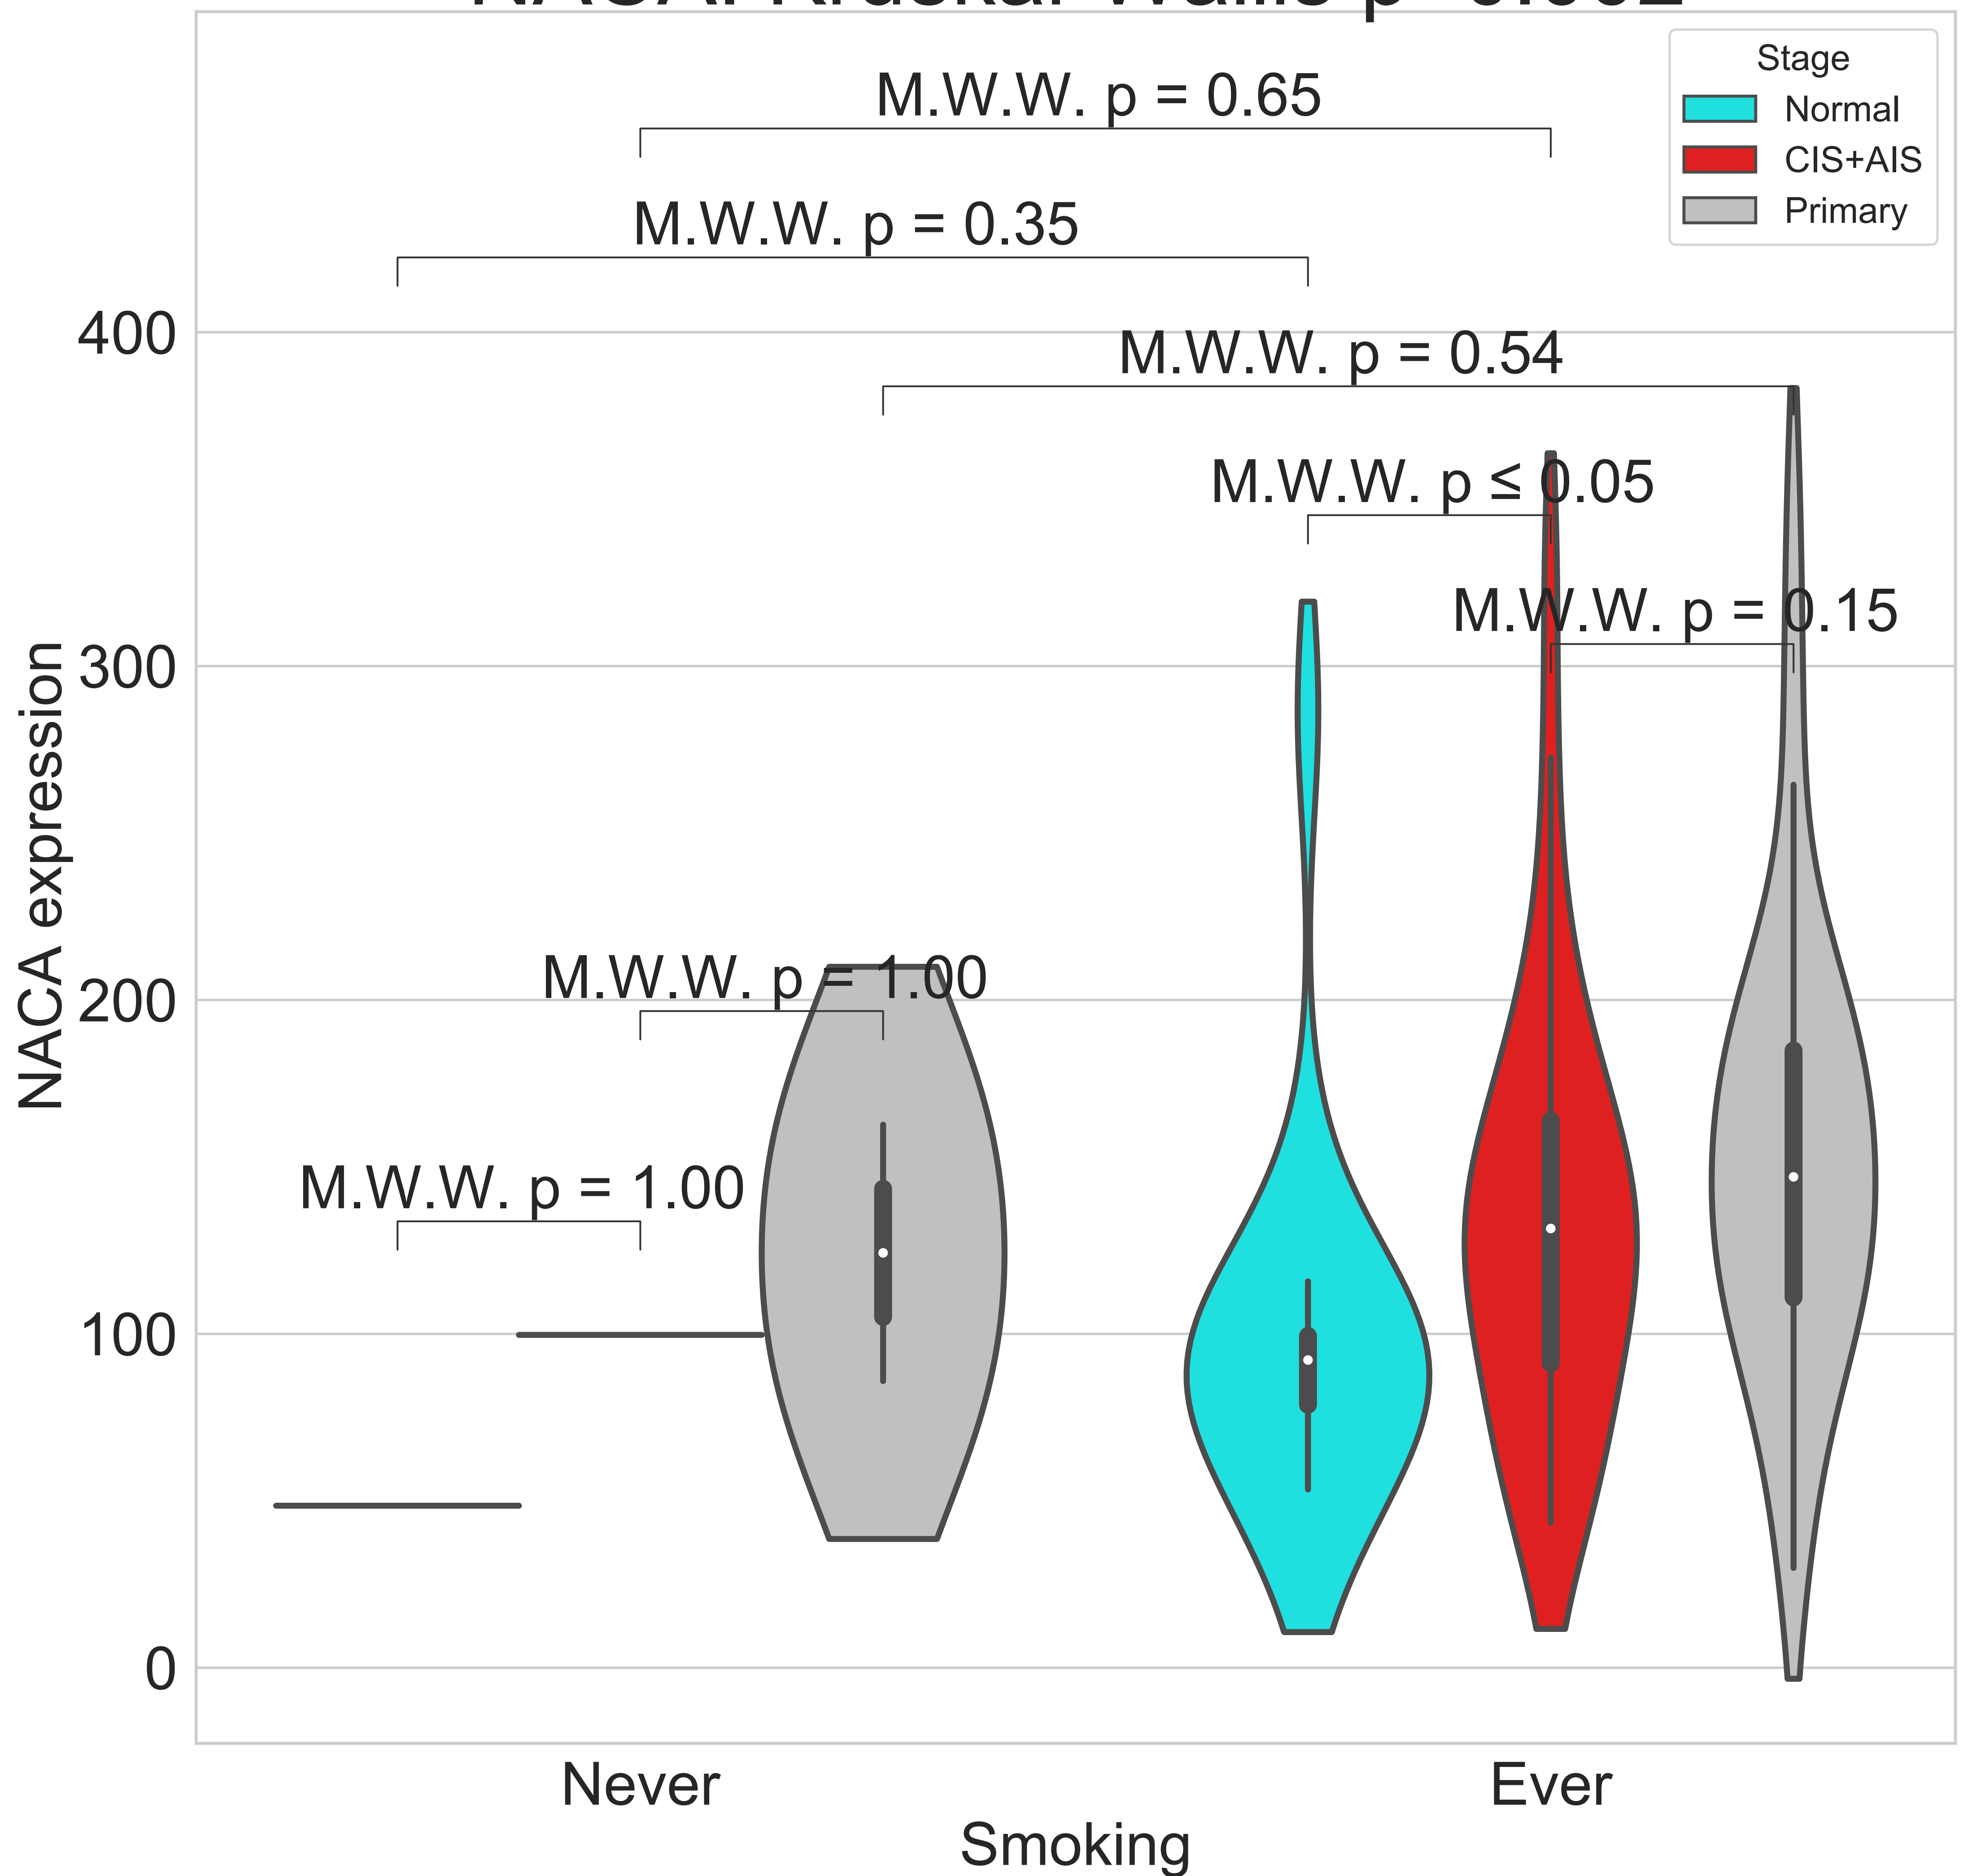 Stage
Normal
CIS+AIS
Primary
M.W.W. p = 0.65
M.W.W. p = 0.35
M.W.W. p = 0.54
M.W.W. p ≤ 0.05
M.W.W. p = 0.15
M.W.W. p = 1.00
M.W.W. p = 1.00
NACA expression
400
300
200
100
0
Never
Ever
Smoking